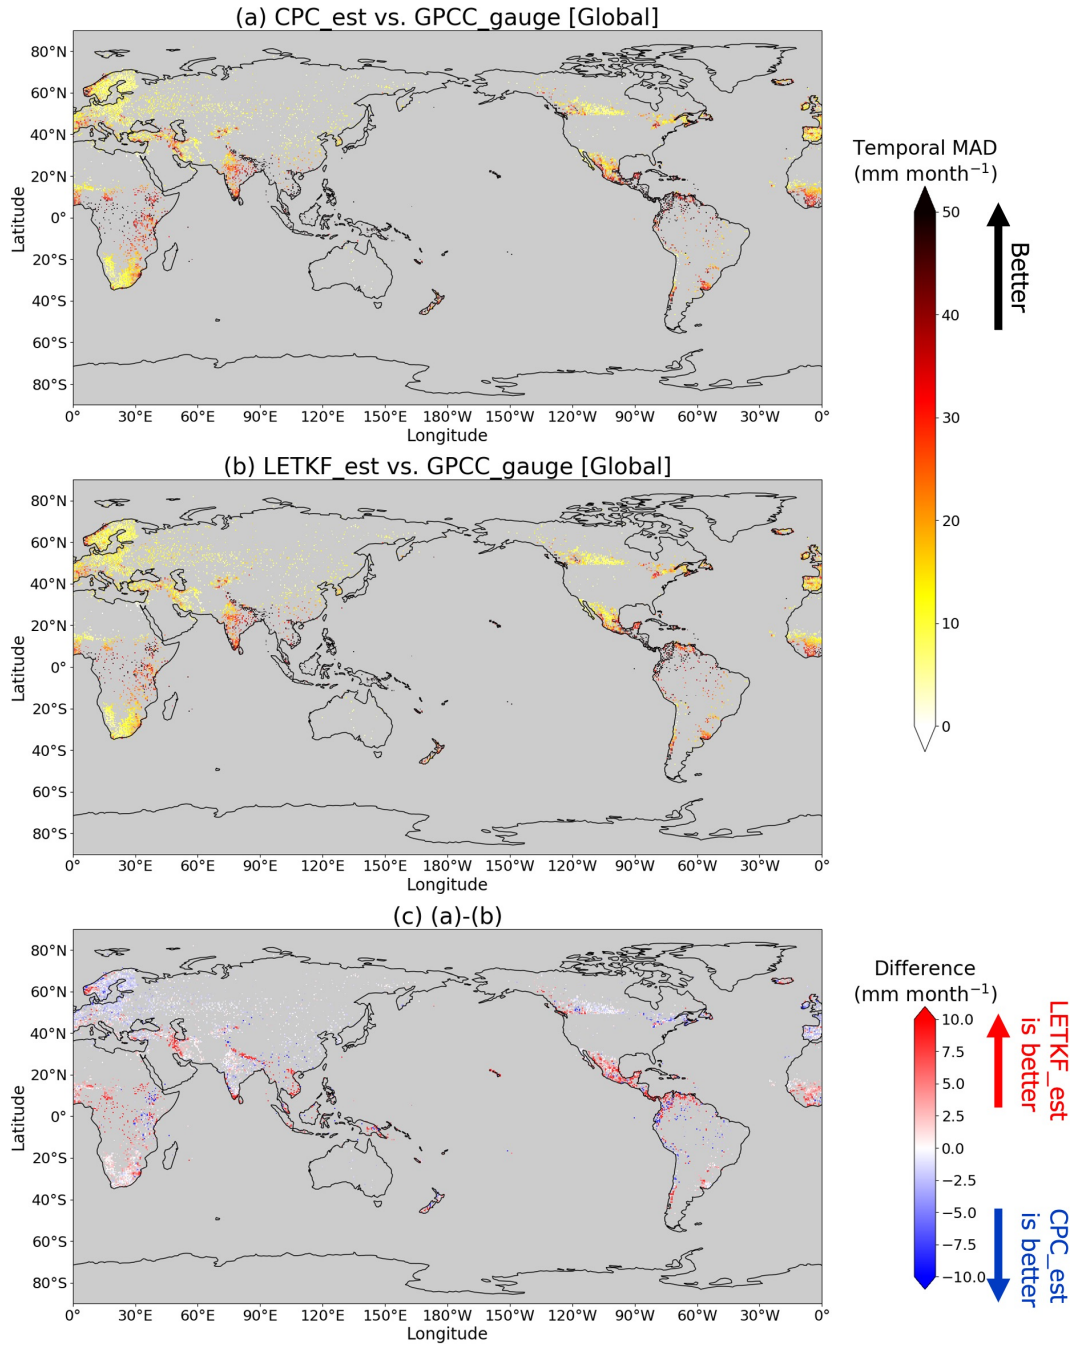 (a) CPC_est vs. GPCC_gauge [Global]
80°N
60°N
40°N
20°N
0°
20°S
40°S
60°S
80°S
Latitude
0°
30°E
60°E
90°E
120°E
150°E
180°
150°W
120°W
90°W
60°W
30°W
0°
Longitude
(b) LETKF_est vs. GPCC_gauge [Global]
80°N
60°N
40°N
20°N
0°
20°S
40°S
60°S
80°S
Latitude
0°
30°E
60°E
90°E
120°E
150°E
180°
150°W
120°W
90°W
60°W
30°W
0°
Longitude
Temporal MAD
(mm month⁻¹)
50
40
30
20
10
0
Better
(c) (a)-(b)
80°N
60°N
40°N
20°N
0°
20°S
40°S
60°S
80°S
Latitude
0°
30°E
60°E
90°E
120°E
150°E
180°
150°W
120°W
90°W
60°W
30°W
0°
Longitude
Difference
(mm month⁻¹)
10.0
7.5
5.0
2.5
0.0
−2.5
−5.0
−7.5
−10.0
LETKF_est
is better
CPC_est
is better